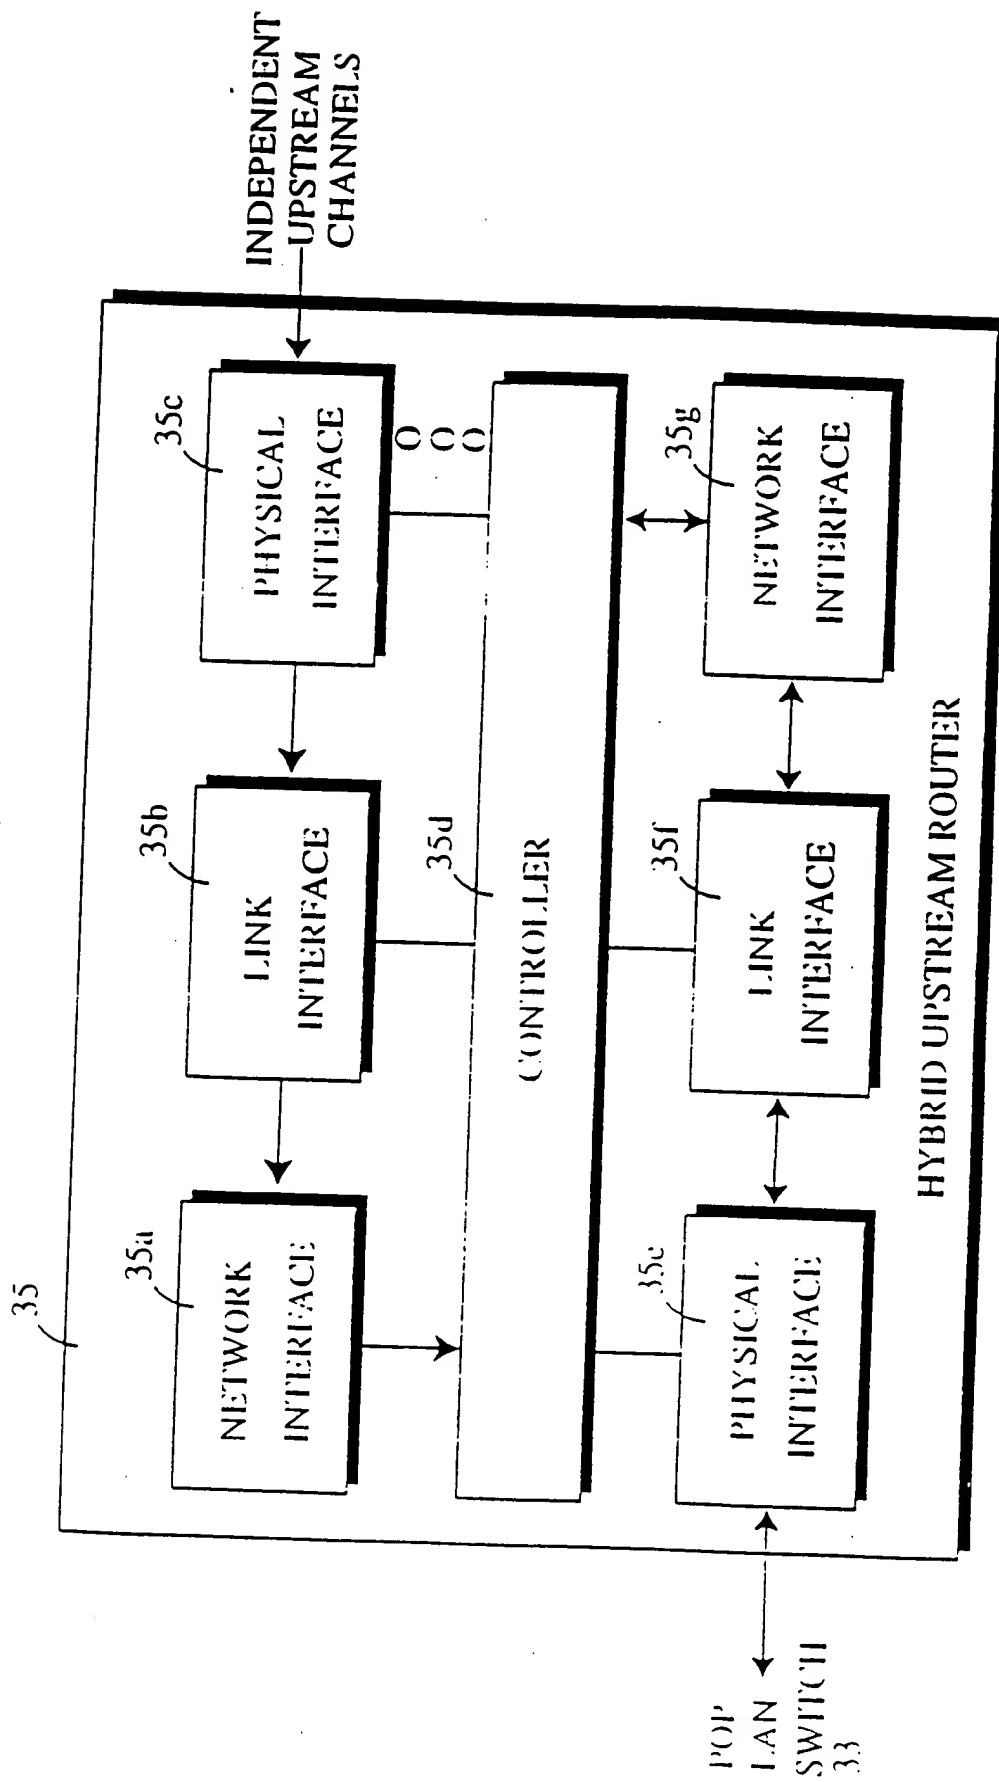 35
35a
NETWORK
INTERFACE
35b
LINK
INTERFACE
35c
PHYSICAL
INTERFACE
INDEPENDENT
UPSTREAM
CHANNELS
O
O
O
35d
CONTROLLER
35e
PHYSICAL
INTERFACE
35f
LINK
INTERFACE
35g
NETWORK
INTERFACE
POP
LAN
SWITCH
33
HYBRID UPSTREAM ROUTER